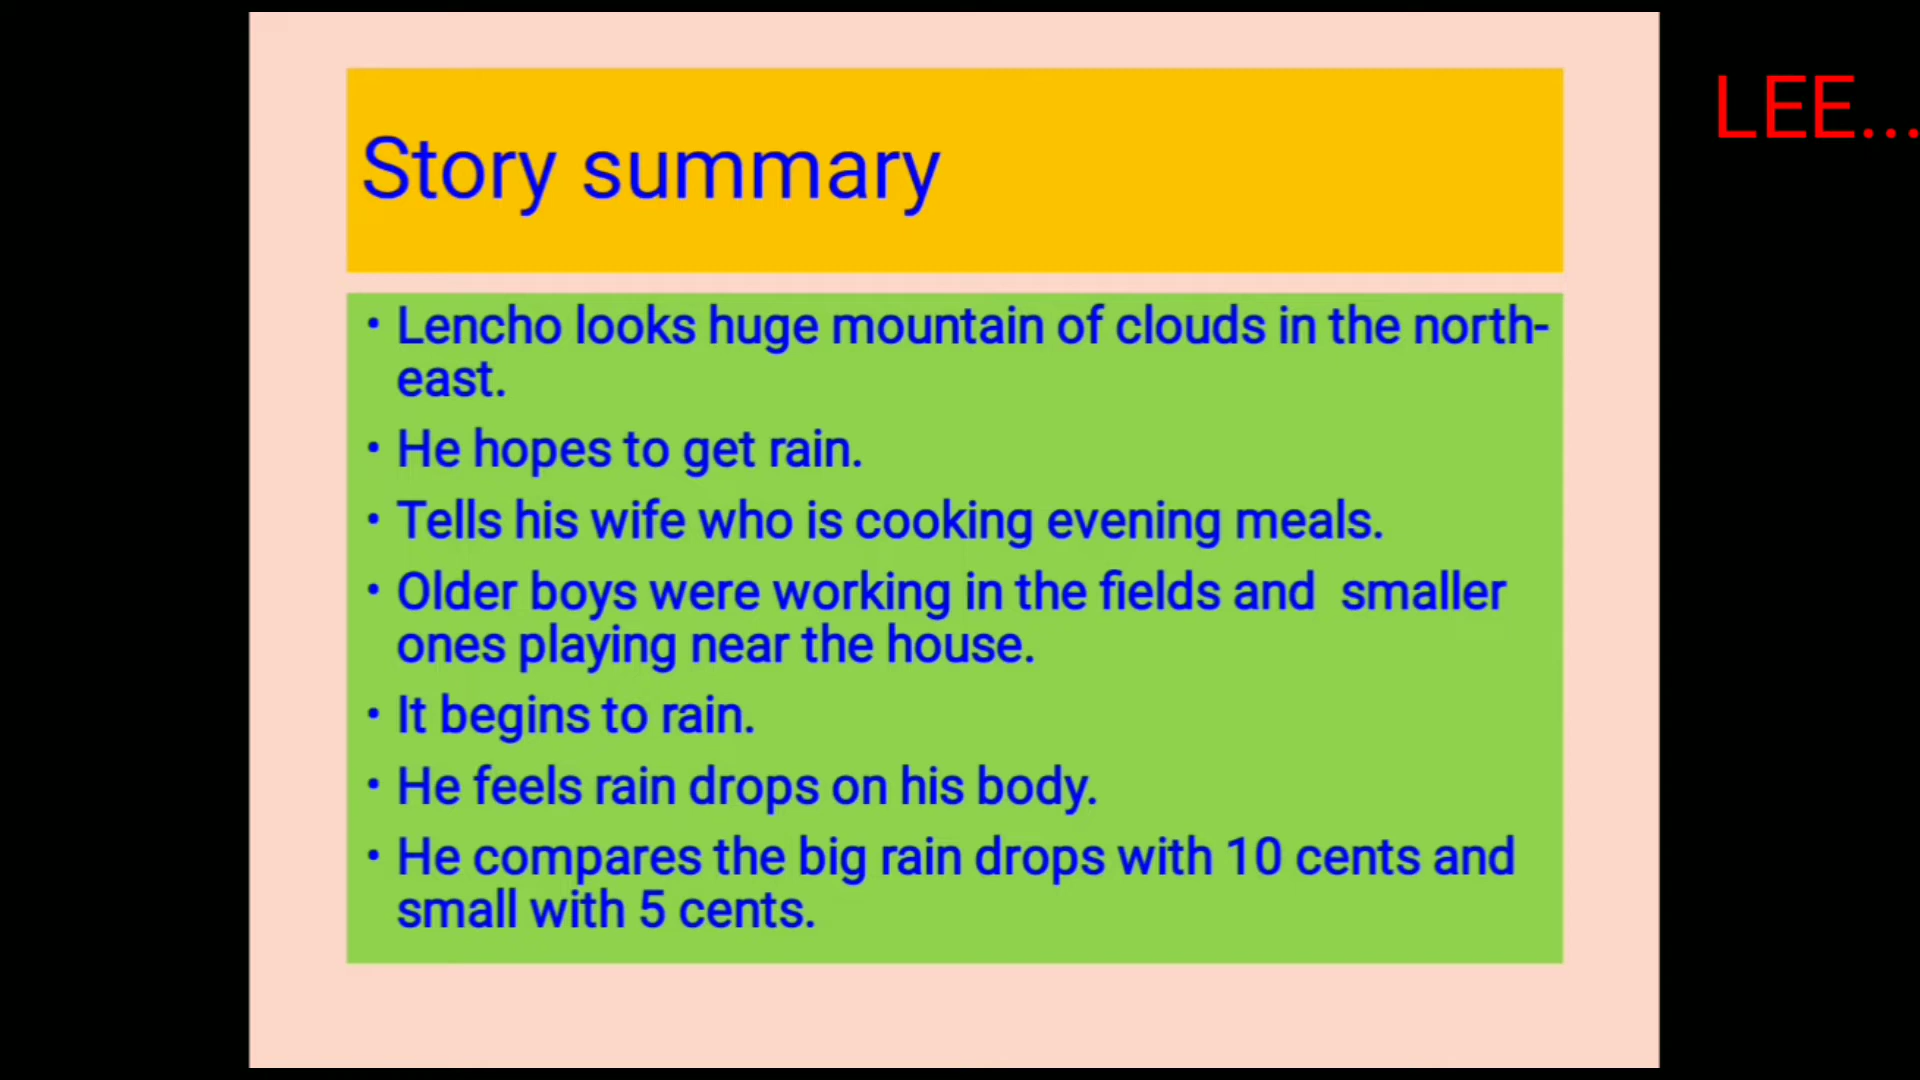 LEE...
Story summary
• Lencho looks huge mountain of clouds in the north-
east.
• He hopes to get rain.
• Tells his wife who is cooking evening meals.
• Older boys were working in the fields and  smaller
ones playing near the house.
• It begins to rain.
• He feels rain drops on his body.
• He compares the big rain drops with 10 cents and
small with 5 cents.